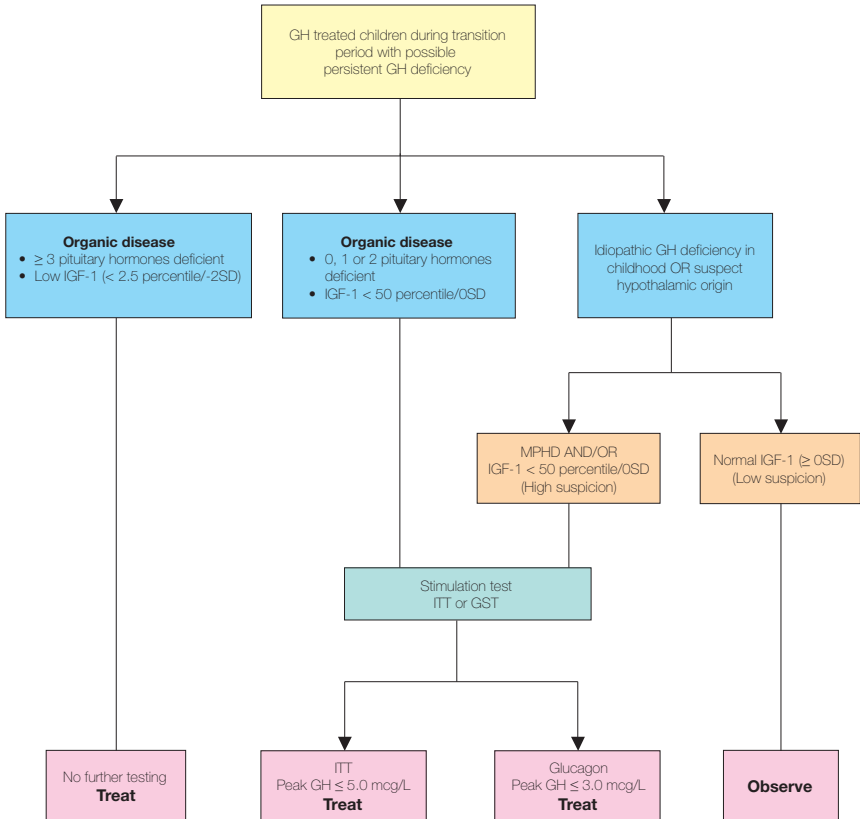 GH treated children during transition
period with possible
persistent GH deficiency
Organic disease
• ≥ 3 pituitary hormones deficient
• Low IGF-1 (< 2.5 percentile/-2SD)
Organic disease
• 0, 1 or 2 pituitary hormones
deficient
• IGF-1 < 50 percentile/0SD
Idiopathic GH deficiency in
childhood OR suspect
hypothalamic origin
MPHD AND/OR
IGF-1 < 50 percentile/0SD
(High suspicion)
Normal IGF-1 (≥ 0SD)
(Low suspicion)
Stimulation test
ITT or GST
No further testing
Treat
ITT
Peak GH ≤ 5.0 mcg/L
Treat
Glucagon
Peak GH ≤ 3.0 mcg/L
Treat
Observe